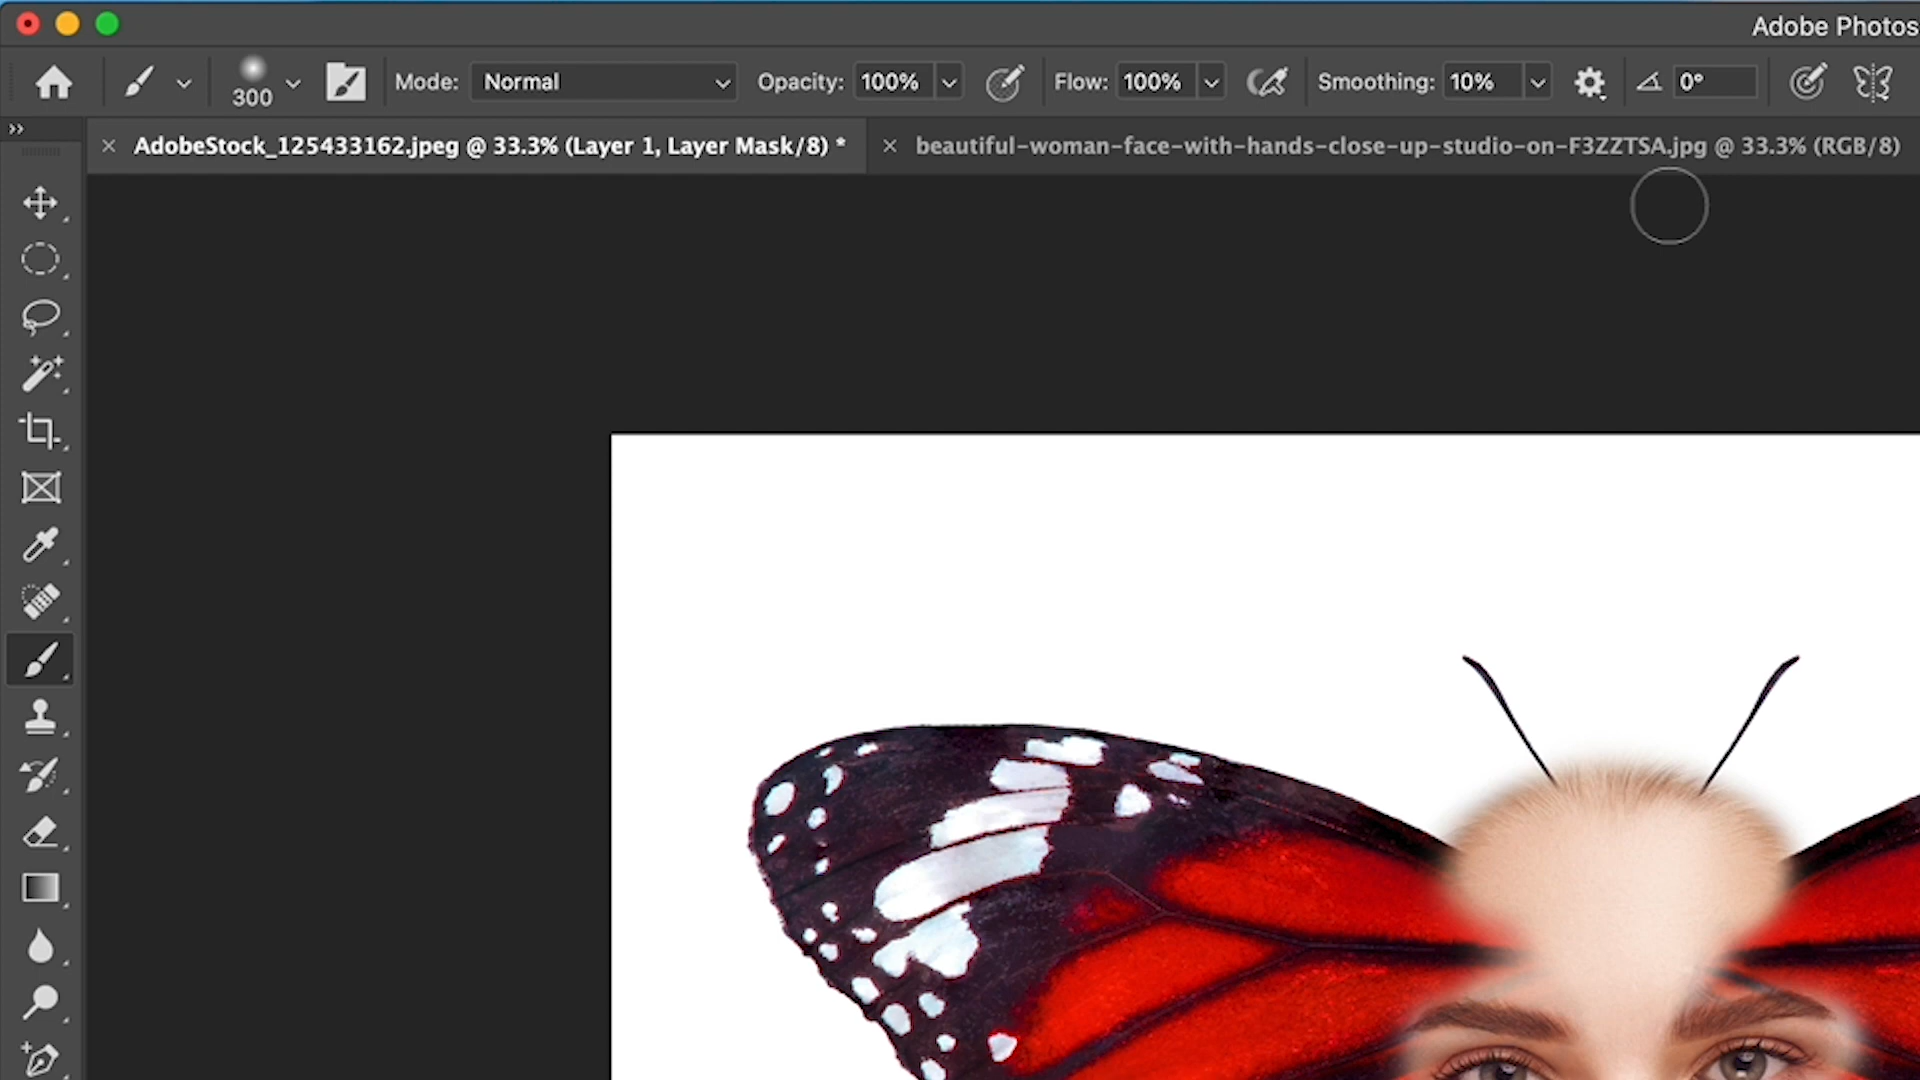 Adobe Photos
300
Mode: Normal Opacity: 100% Flow: 100% Smoothing: 10% 0°
AdobeStock_125433162.jpeg @ 33.3% (Layer 1, Layer Mask/8) * beautiful-woman-face-with-hands-close-up-studio-on-F3ZZTSA.jpg @ 33.3% (RGB/8)